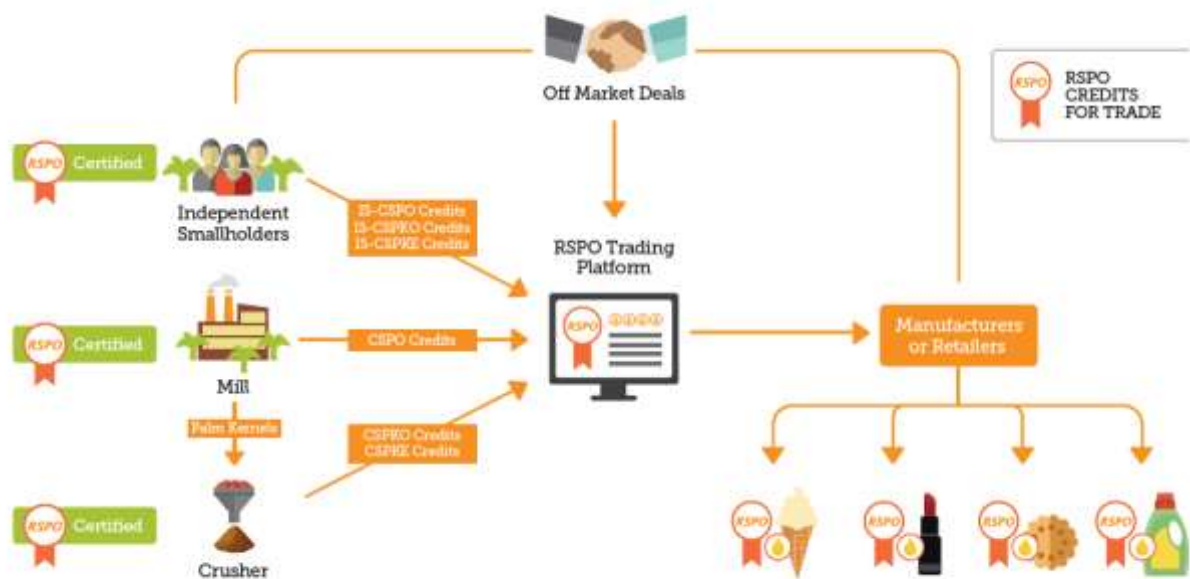 Off Market Deals
RSPO
RSPO
CREDITS
FOR TRADE
RSPO
Certified
Independent
Smallholders
IS-CSPO Credits
IS-CSPKO Credits
IS-CSPKE Credits
RSPO Trading
Platform
RSPO
Certified
Mill
CSPO Credits
RSPO
Manufacturers
or Retailers
Palm Kernels
CSPKO Credits
CSPKE Credits
RSPO
Certified
Crusher
RSPO
RSPO
RSPO
RSPO